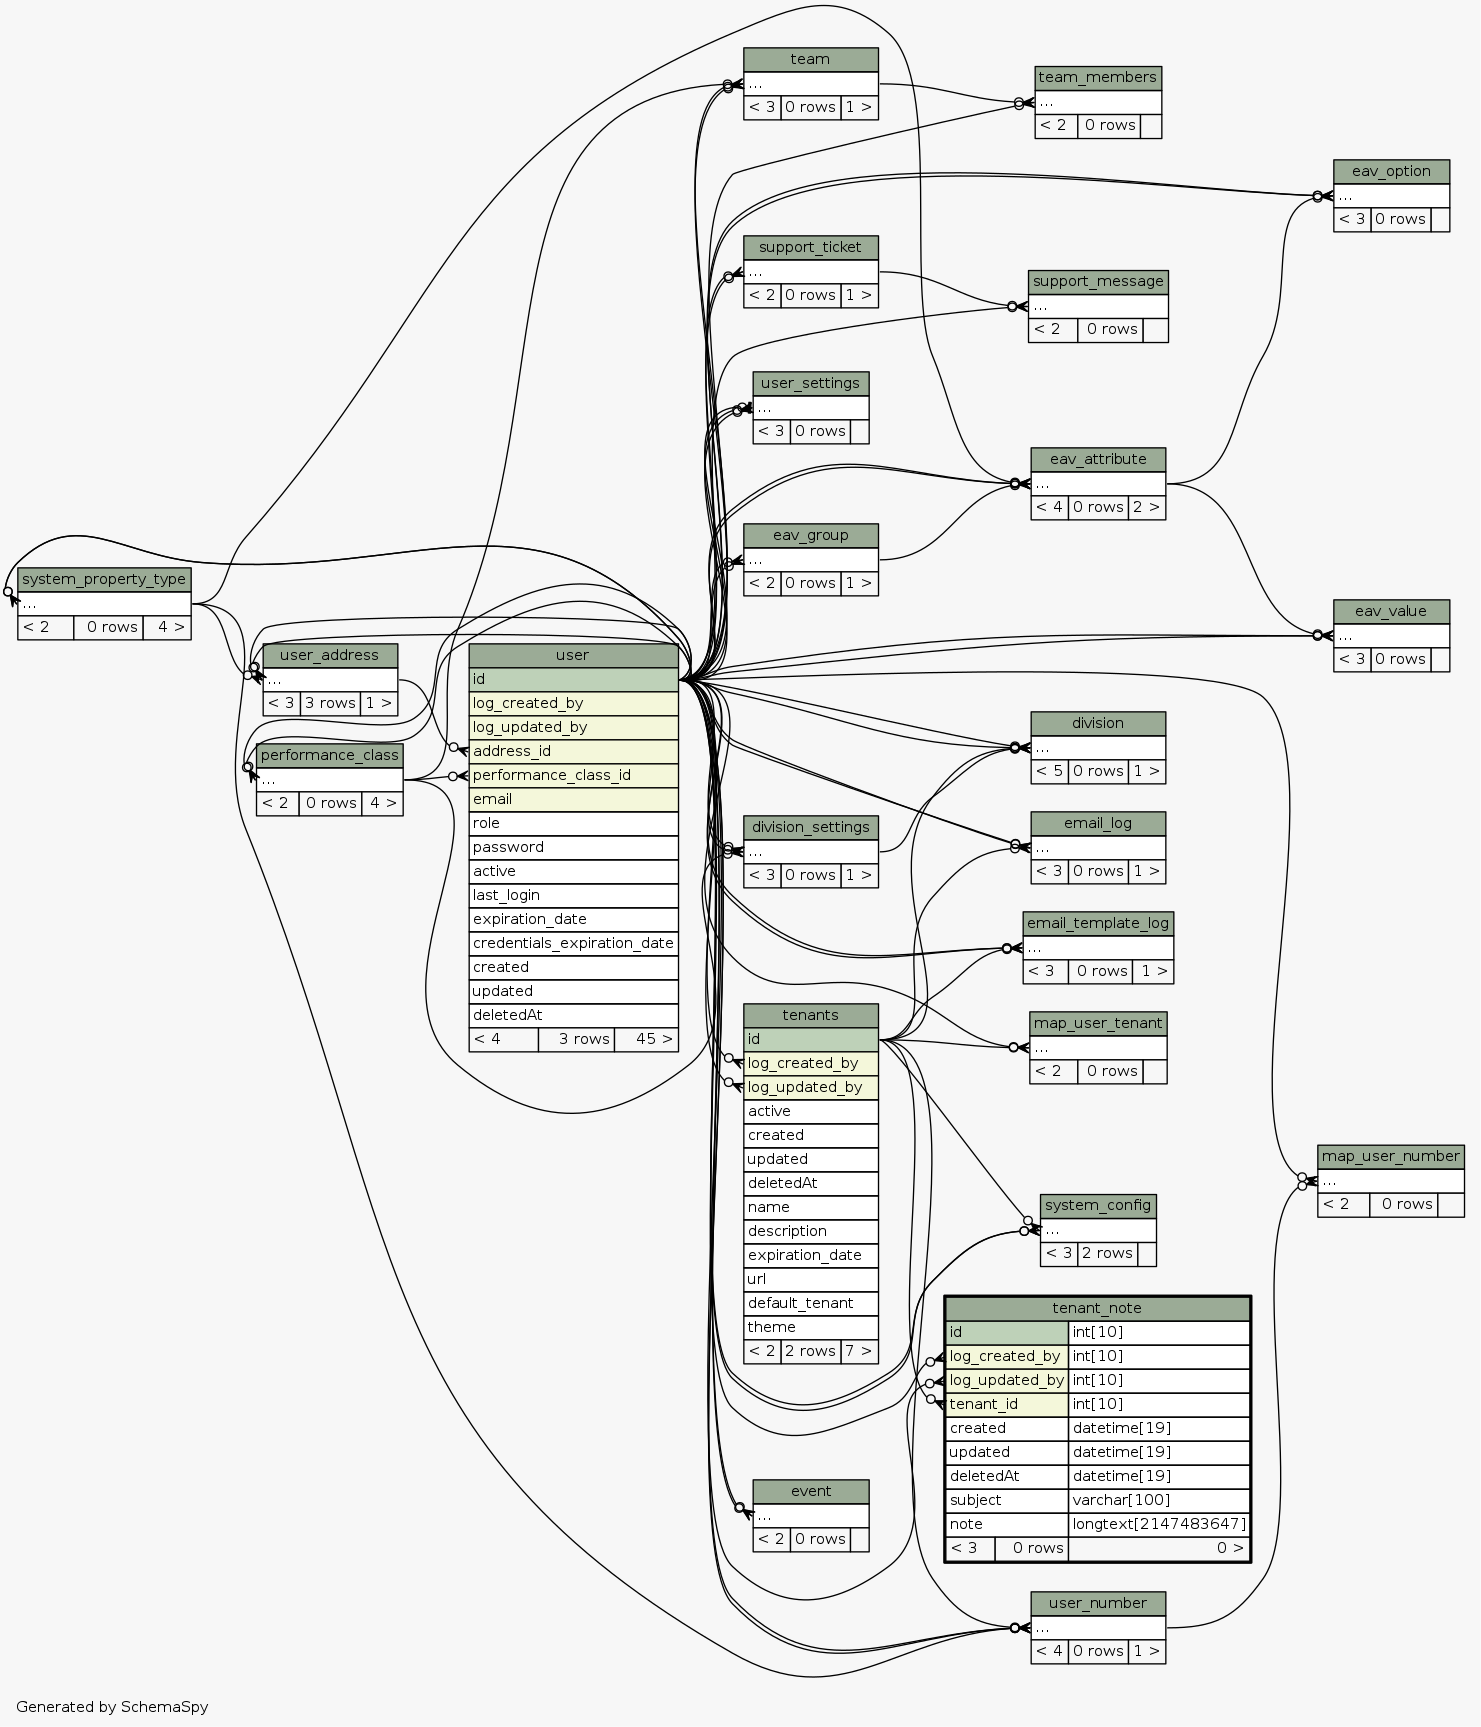 team
...
< 3 0 rows 1 >
team_members
...
< 2 0 rows
eav_option
...
< 3 0 rows
support_ticket
...
< 2 0 rows 1 >
support_message
...
< 2 0 rows
user_settings
...
< 3 0 rows
eav_attribute
...
< 4 0 rows 2 >
eav_group
...
< 2 0 rows 1 >
system_property_type
...
< 2 0 rows 4 >
eav_value
...
< 3 0 rows
user_address
...
< 3 3 rows 1 >
performance_class
...
< 2 0 rows 4 >
user
id
log_created_by
log_updated_by
address_id
performance_class_id
email
role
password
active
last_login
expiration_date
credentials_expiration_date
created
updated
deletedAt
< 4 3 rows 45 >
division
...
< 5 0 rows 1 >
division_settings
...
< 3 0 rows 1 >
email_log
...
< 3 0 rows 1 >
email_template_log
...
< 3 0 rows 1 >
tenants
id
log_created_by
log_updated_by
active
created
updated
deletedAt
name
description
expiration_date
url
default_tenant
theme
< 2 2 rows 7 >
map_user_tenant
...
< 2 0 rows
map_user_number
...
< 2 0 rows
system_config
...
< 3 2 rows
tenant_note
id int[10]
log_created_by int[10]
log_updated_by int[10]
tenant_id int[10]
created datetime[19]
updated datetime[19]
deletedAt datetime[19]
subject varchar[100]
note longtext[2147483647]
< 3 0 rows 0 >
event
...
< 2 0 rows
user_number
...
< 4 0 rows 1 >
Generated by SchemaSpy